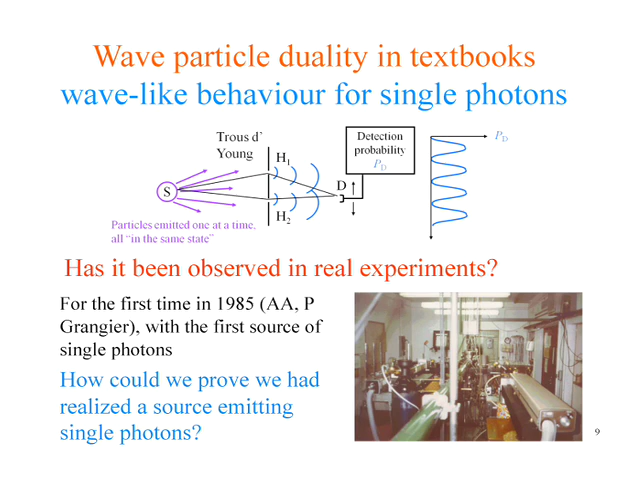 Wave particle duality in textbooks
wave-like behaviour for single photons
Trous d'
Young
H1
S
H2
D
Detection
probability
PD
PD
Particles emitted one at a time,
all "in the same state"
Has it been observed in real experiments?
For the first time in 1985 (AA, P
Grangier), with the first source of
single photons
How could we prove we had
realized a source emitting
single photons?
9